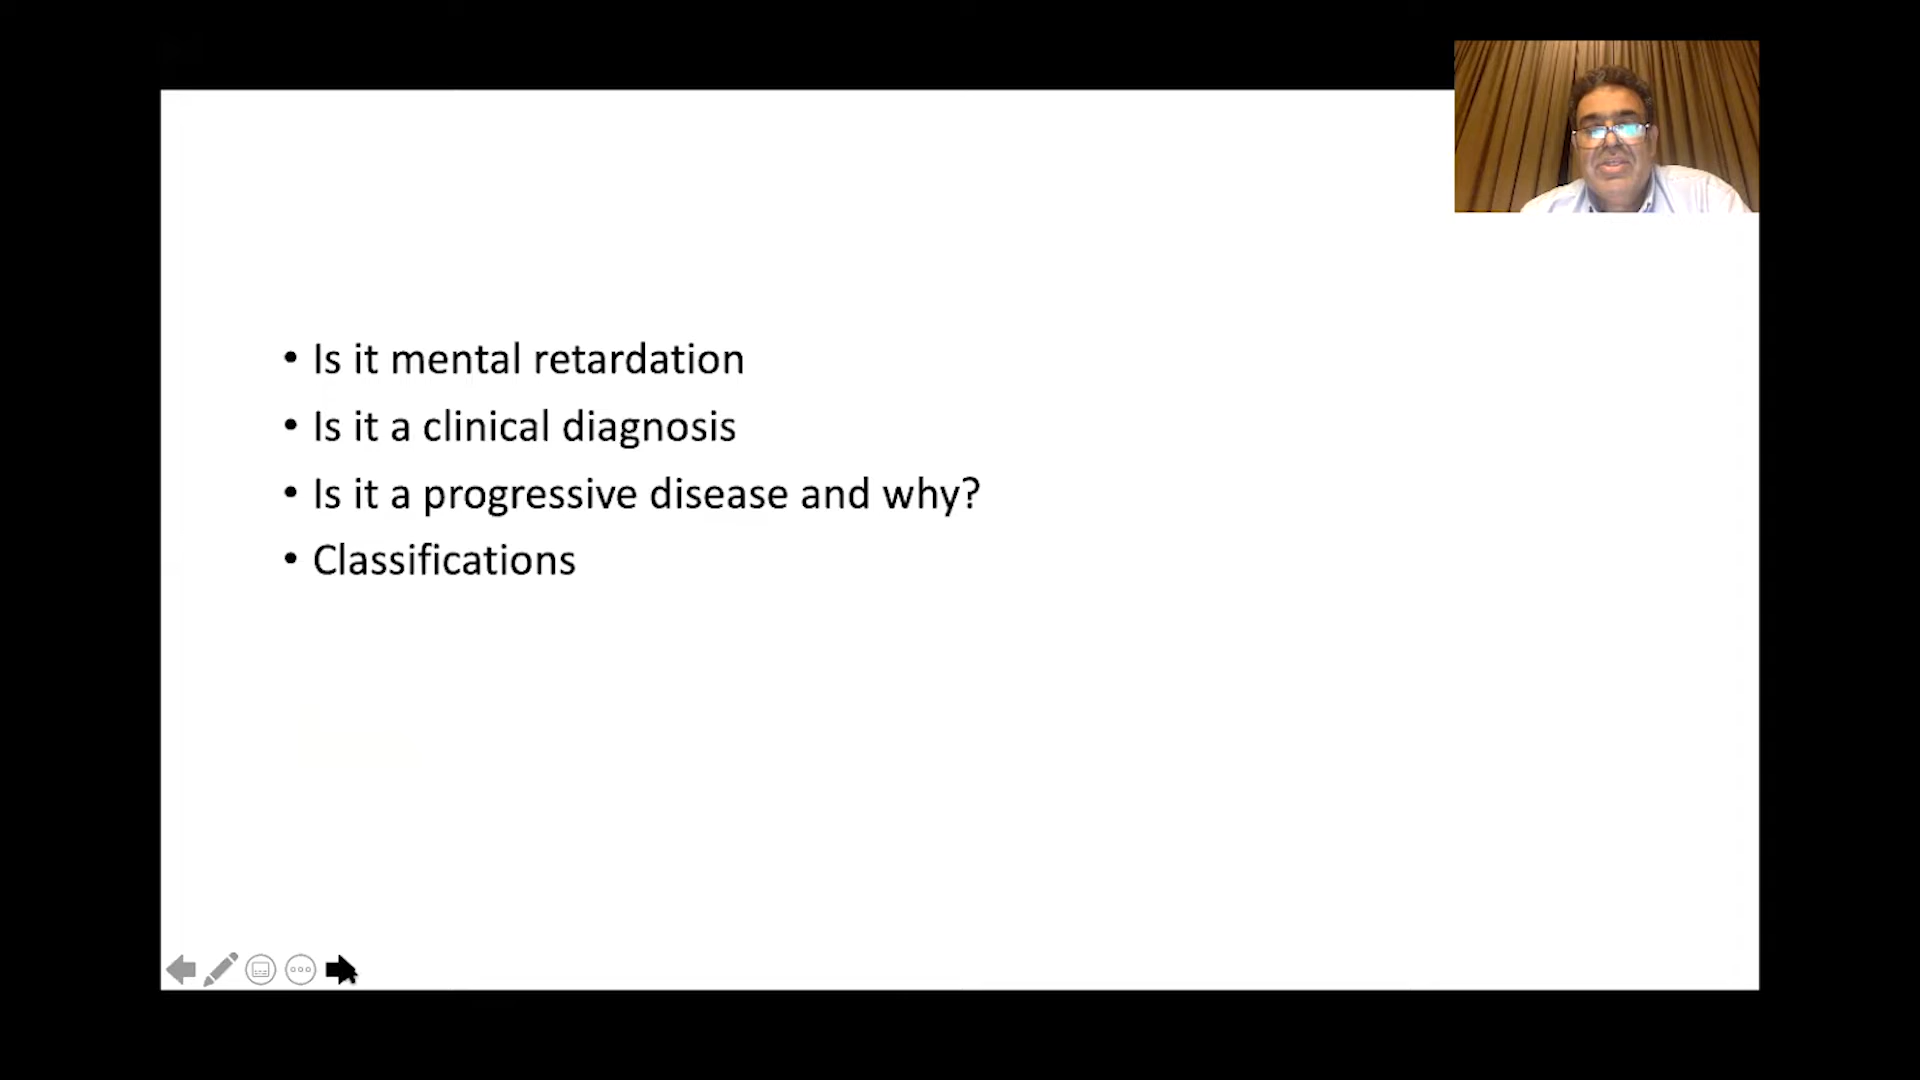 • Is it mental retardation
• Is it a clinical diagnosis
• Is it a progressive disease and why?
• Classifications